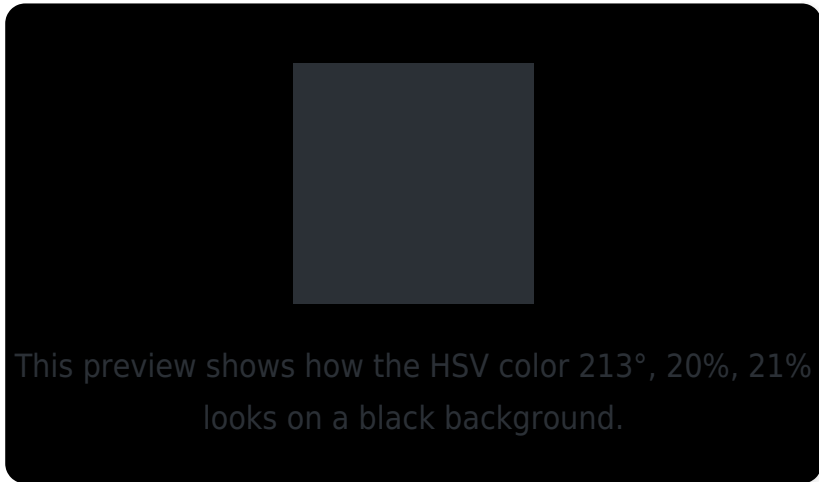 This preview shows how the HSV color 213°, 20%, 21%
looks on a black background.